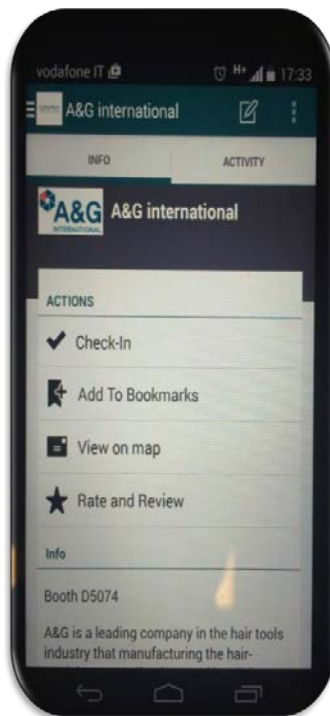 vodafone IT H+ 17:33
A&G international
INFO ACTIVITY
A&G
INTERNATIONAL
A&G international
ACTIONS
Check-In
Add To Bookmarks
View on map
Rate and Review
Info
Booth D5074
A&G is a leading company in the hair tools
industry that manufacturing the hair-